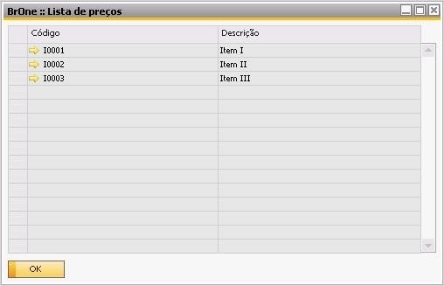 BrOne :: Lista de preços
Código Descrição
I0001 Item I
I0002 Item II
I0003 Item III
OK